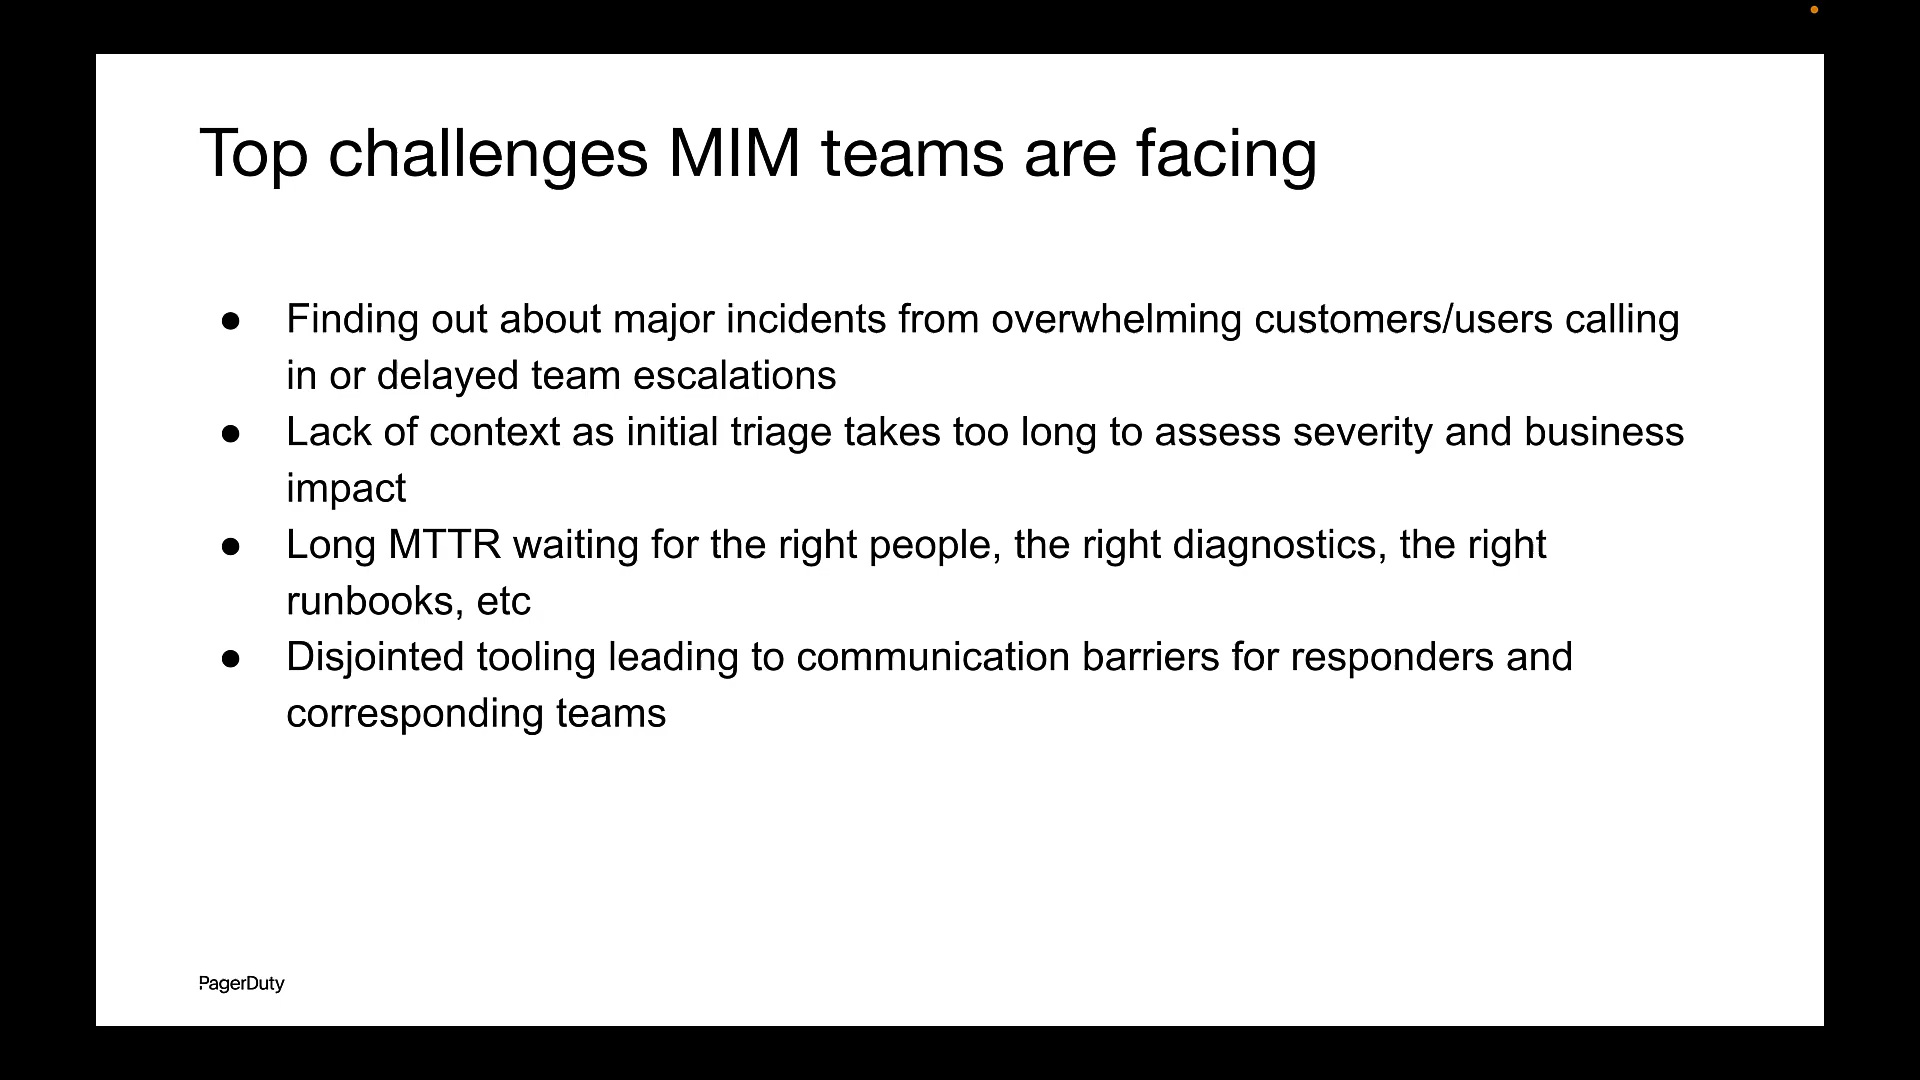 Top challenges MIM teams are facing
● Finding out about major incidents from overwhelming customers/users calling
in or delayed team escalations
● Lack of context as initial triage takes too long to assess severity and business
impact
● Long MTTR waiting for the right people, the right diagnostics, the right
runbooks, etc
● Disjointed tooling leading to communication barriers for responders and
corresponding teams
PagerDuty